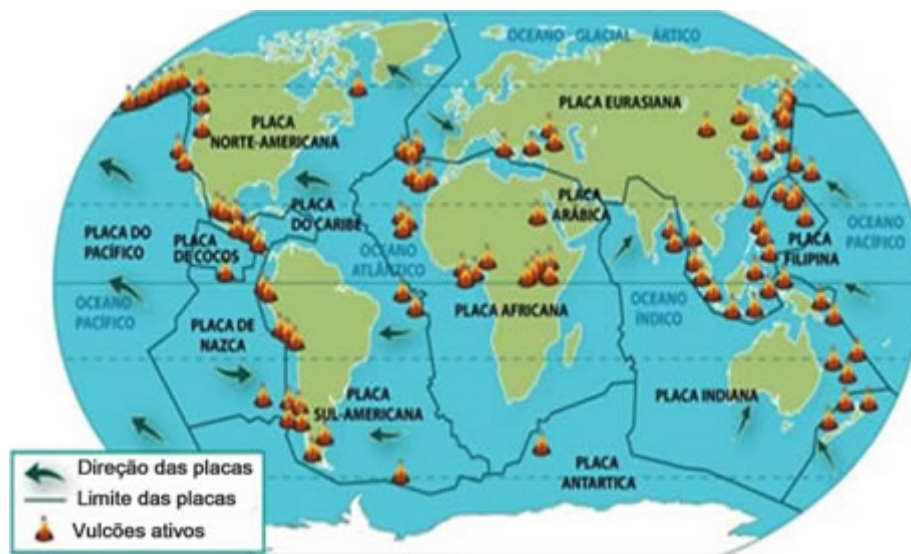 OCEANO GLACIAL ÁRTICO
PLACA EURASIANA
PLACA
NORTE-AMERICANA
PLACA
ARÁBICA
PLACA
DO CARIBE
PLACA DO
PACÍFICO
PLACA
DE COCOS
OCEANO
ATLÂNTICO
OCEANO
PACÍFICO
PLACA
FILIPINA
OCEANO
PACÍFICO
PLACA AFRICANA
OCEANO
ÍNDICO
PLACA DE
NAZCA
PLACA
SUL-AMERICANA
PLACA INDIANA
PLACA
ANTARTICA
Direção das placas
Limite das placas
Vulcões ativos